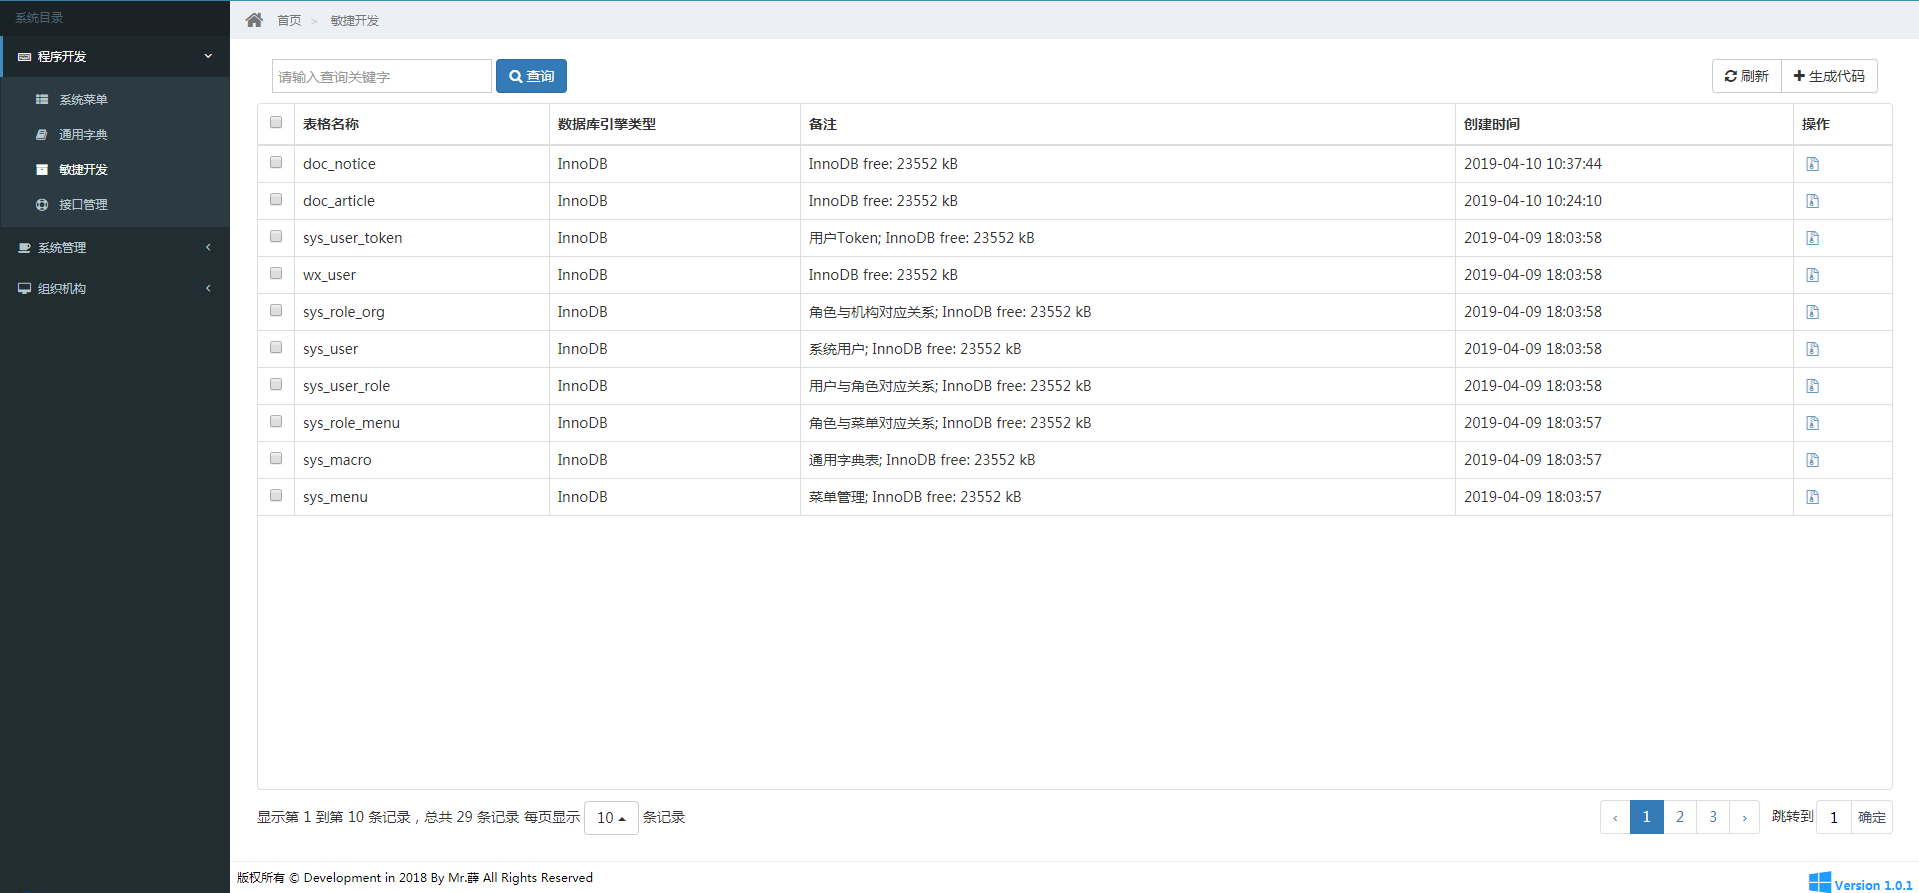 系统目录
程序开发
系统菜单
通用字典
敏捷开发
接口管理
系统管理
组织机构
首页 > 敏捷开发
请输入查询关键字 查询 刷新 生成代码
表格名称 数据库引擎类型 备注 创建时间 操作
doc_notice InnoDB InnoDB free: 23552 kB 2019-04-10 10:37:44
doc_article InnoDB InnoDB free: 23552 kB 2019-04-10 10:24:10
sys_user_token InnoDB 用户Token; InnoDB free: 23552 kB 2019-04-09 18:03:58
wx_user InnoDB InnoDB free: 23552 kB 2019-04-09 18:03:58
sys_role_org InnoDB 角色与机构对应关系; InnoDB free: 23552 kB 2019-04-09 18:03:58
sys_user InnoDB 系统用户; InnoDB free: 23552 kB 2019-04-09 18:03:58
sys_user_role InnoDB 用户与角色对应关系; InnoDB free: 23552 kB 2019-04-09 18:03:58
sys_role_menu InnoDB 角色与菜单对应关系; InnoDB free: 23552 kB 2019-04-09 18:03:57
sys_macro InnoDB 通用字典表; InnoDB free: 23552 kB 2019-04-09 18:03:57
sys_menu InnoDB 菜单管理; InnoDB free: 23552 kB 2019-04-09 18:03:57
显示第 1 到第 10 条记录，总共 29 条记录 每页显示 10 条记录 ‹ 1 2 3 › 跳转到 1 确定
版权所有 © Development in 2018 By Mr.薛 All Rights Reserved Version 1.0.1